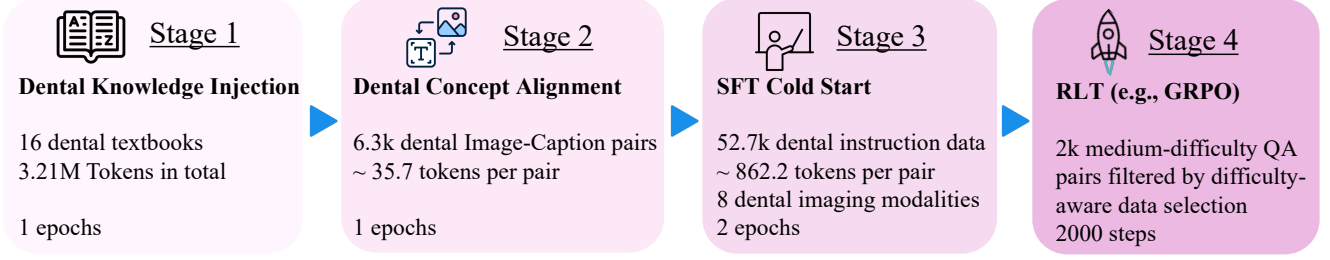 Stage 1
Dental Knowledge Injection
16 dental textbooks
3.21M Tokens in total
1 epochs
Stage 2
Dental Concept Alignment
6.3k dental Image-Caption pairs
~ 35.7 tokens per pair
1 epochs
Stage 3
SFT Cold Start
52.7k dental instruction data
~ 862.2 tokens per pair
8 dental imaging modalities
2 epochs
Stage 4
RLT (e.g., GRPO)
2k medium-difficulty QA
pairs filtered by difficulty-
aware data selection
2000 steps
A
Z
T